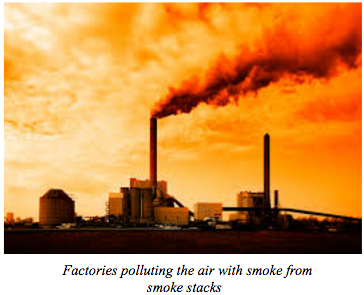 Factories polluting the air with smoke from
smoke stacks